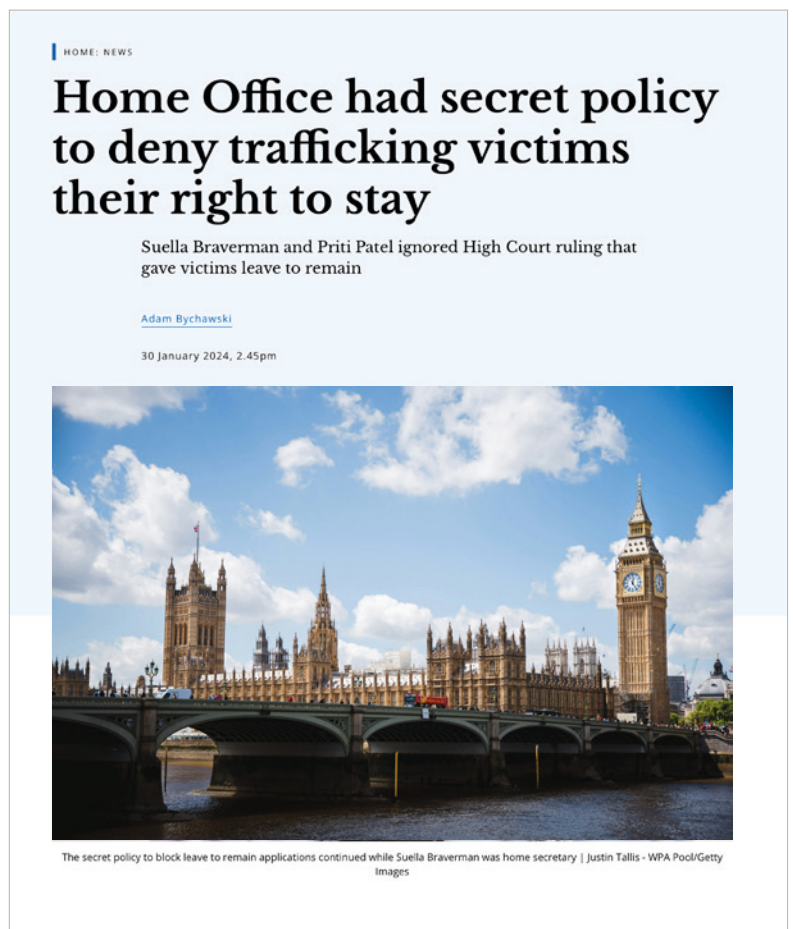 HOME: NEWS
Home Office had secret policy
to deny trafficking victims
their right to stay
Suella Braverman and Priti Patel ignored High Court ruling that
gave victims leave to remain
Adam Bychawski
30 January 2024, 2.45pm
The secret policy to block leave to remain applications continued while Suella Braverman was home secretary | Justin Tallis - WPA Pool/Getty
Images